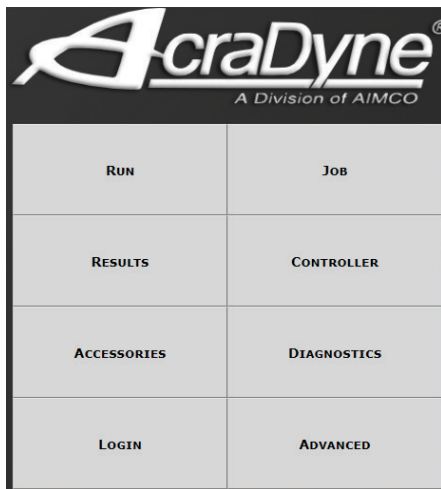 AcraDyne®
A Division of AIMCO
RUN JOB
RESULTS CONTROLLER
ACCESSORIES DIAGNOSTICS
LOGIN ADVANCED